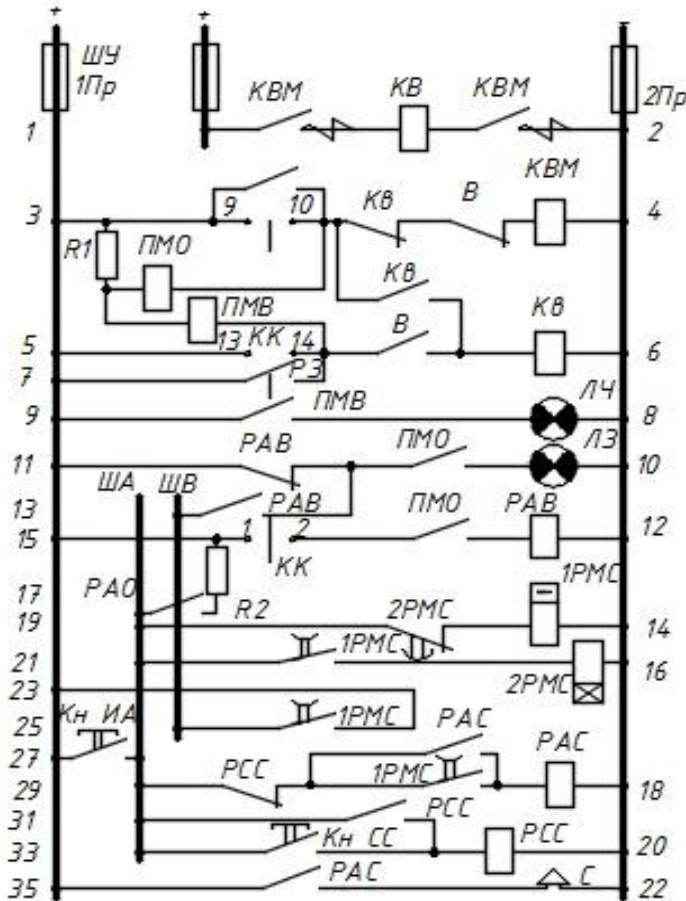 + + -
ШУ
1Пр
2Пр
КВМ КВ КВМ
1 2
КВМ
3 9 10 Кв В 4
R1 ПМО
Кв
ПМВ
5 13 КК 14 В Кв 6
7 РЗ
9 ПМВ ЛЧ 8
11 РАВ ПМО ЛЗ 10
ША ШВ
13 РАВ ПМО РАВ
15 1 2 12
КК
17 РАО R2 1РМС
19 2РМС 14
21 1РМС 16
23 2РМС
25 1РМС
Кн ИА
27 РАС РАС
29 РСС 1РМС 18
31 РСС
33 Кн СС РСС 20
35 РАС С 22